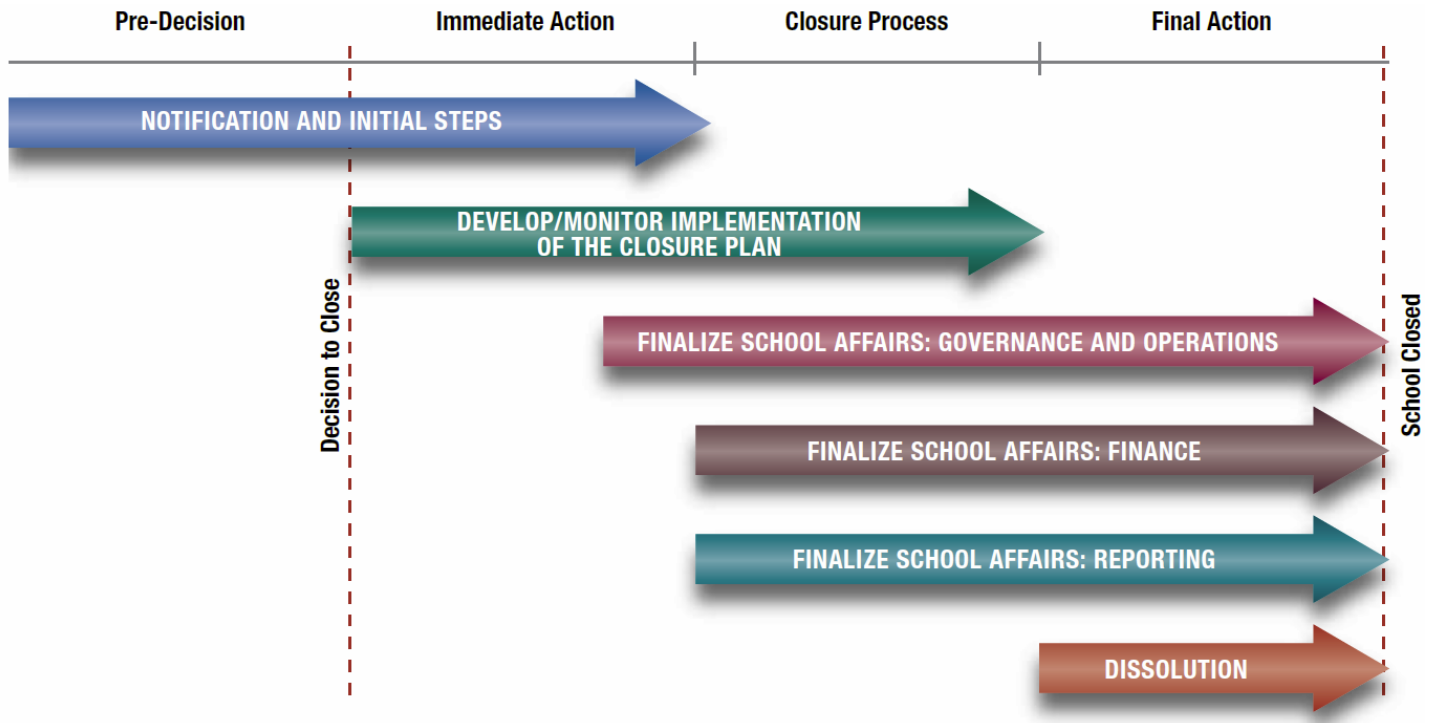 Pre-Decision
Immediate Action
Closure Process
Final Action
NOTIFICATION AND INITIAL STEPS
DEVELOP/MONITOR IMPLEMENTATION
OF THE CLOSURE PLAN
Decision to Close
FINALIZE SCHOOL AFFAIRS: GOVERNANCE AND OPERATIONS
School Closed
FINALIZE SCHOOL AFFAIRS: FINANCE
FINALIZE SCHOOL AFFAIRS: REPORTING
DISSOLUTION